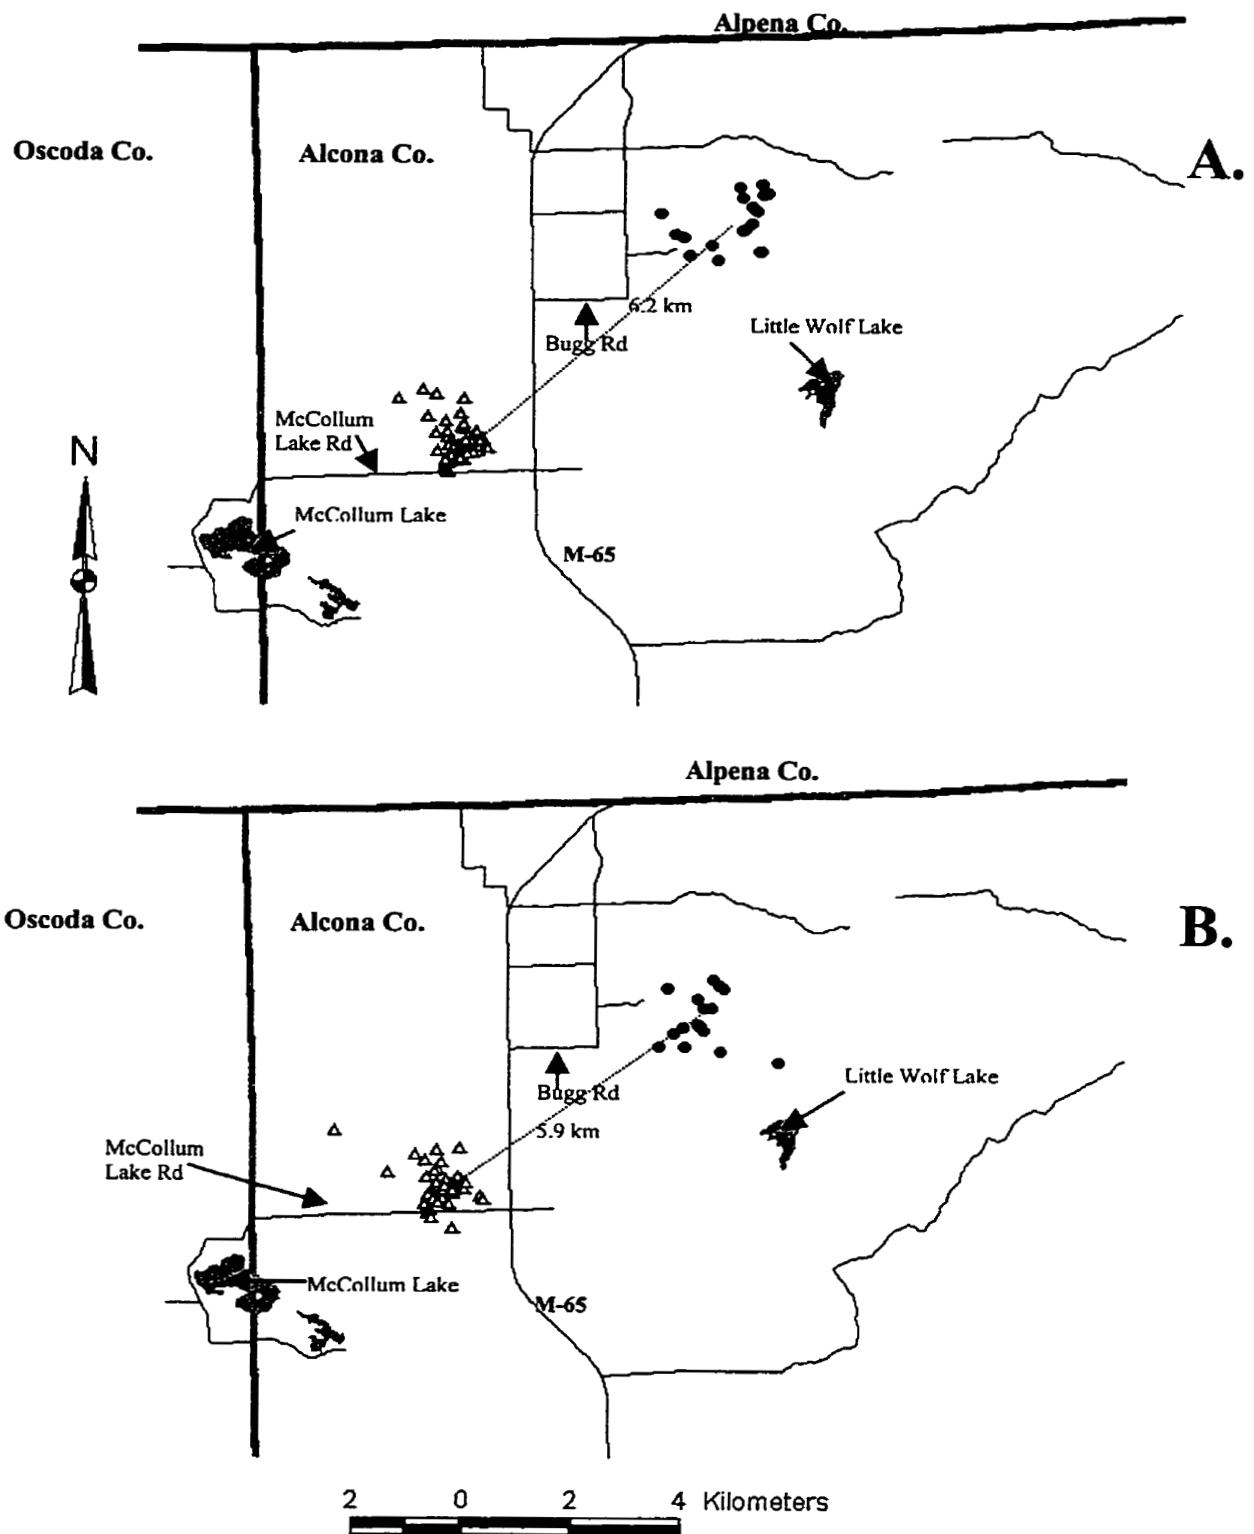 Alpena Co.
Oscoda Co.
Alcona Co.
A.
6.2 km
Little Wolf Lake
Bugg Rd
McCollum
Lake Rd
N
McCollum Lake
M-65
Alpena Co.
Oscoda Co.
Alcona Co.
B.
Little Wolf Lake
Bugg Rd
5.9 km
McCollum
Lake Rd
McCollum Lake
M-65
2 0 2 4 Kilometers